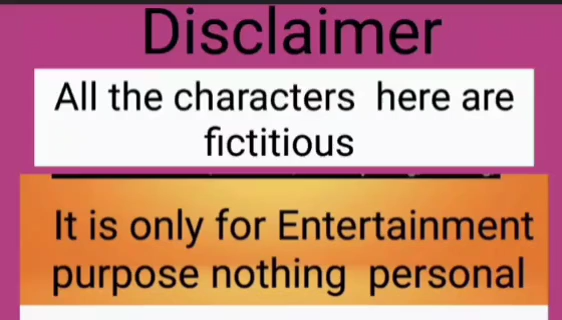 Disclaimer
All the characters here are
fictitious
It is only for Entertainment
purpose nothing personal